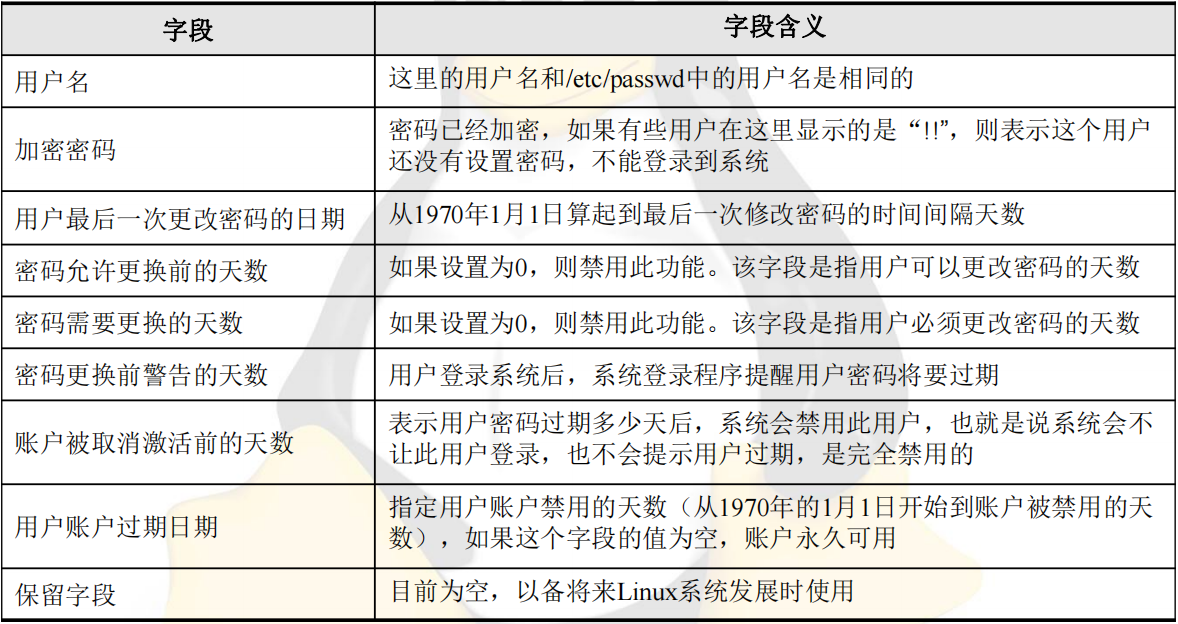 字段
字段含义
用户名
这里的用户名和/etc/passwd中的用户名是相同的
加密密码
密码已经加密，如果有些用户在这里显示的是“!!”，则表示这个用户
还没有设置密码，不能登录到系统
用户最后一次更改密码的日期
从1970年1月1日算起到最后一次修改密码的时间间隔天数
密码允许更换前的天数
如果设置为0，则禁用此功能。该字段是指用户可以更改密码的天数
密码需要更换的天数
如果设置为0，则禁用此功能。该字段是指用户必须更改密码的天数
密码更换前警告的天数
用户登录系统后，系统登录程序提醒用户密码将要过期
账户被取消激活前的天数
表示用户密码过期多少天后，系统会禁用此用户，也就是说系统会不
让此用户登录，也不会提示用户过期，是完全禁用的
用户账户过期日期
指定用户账户禁用的天数（从1970年的1月1日开始到账户被禁用的天
数），如果这个字段的值为空，账户永久可用
保留字段
目前为空，以备将来Linux系统发展时使用